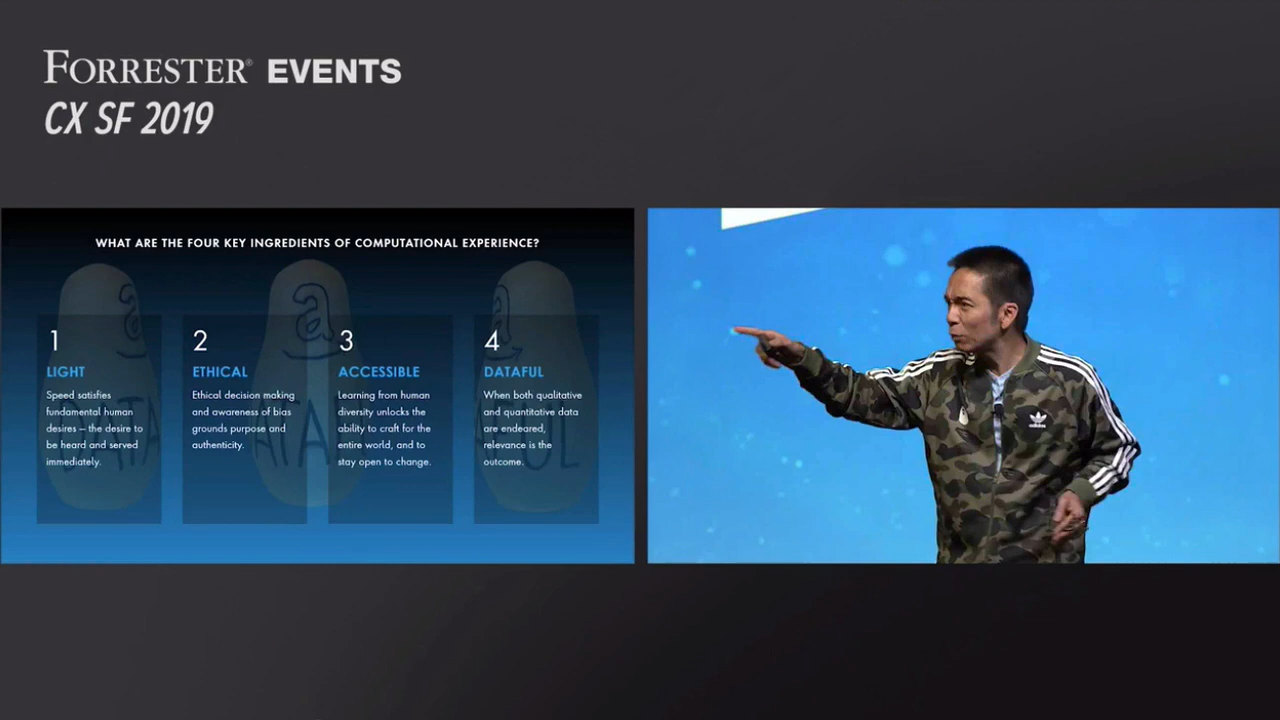 FORRESTER® EVENTS
CX SF 2019
WHAT ARE THE FOUR KEY INGREDIENTS OF COMPUTATIONAL EXPERIENCE?
1
LIGHT
Speed satisfies
fundamental human
desires – the desire to
be heard and served
immediately.
2
ETHICAL
Ethical decision making
and awareness of bias
grounds purpose and
authenticity.
3
ACCESSIBLE
Learning from human
diversity unlocks the
ability to craft for the
entire world, and to
stay open to change.
4
DATAFUL
When both qualitative
and quantitative data
are endeared,
relevance is the
outcome.
a
a
a
DATA
ATA
FUL
adidas